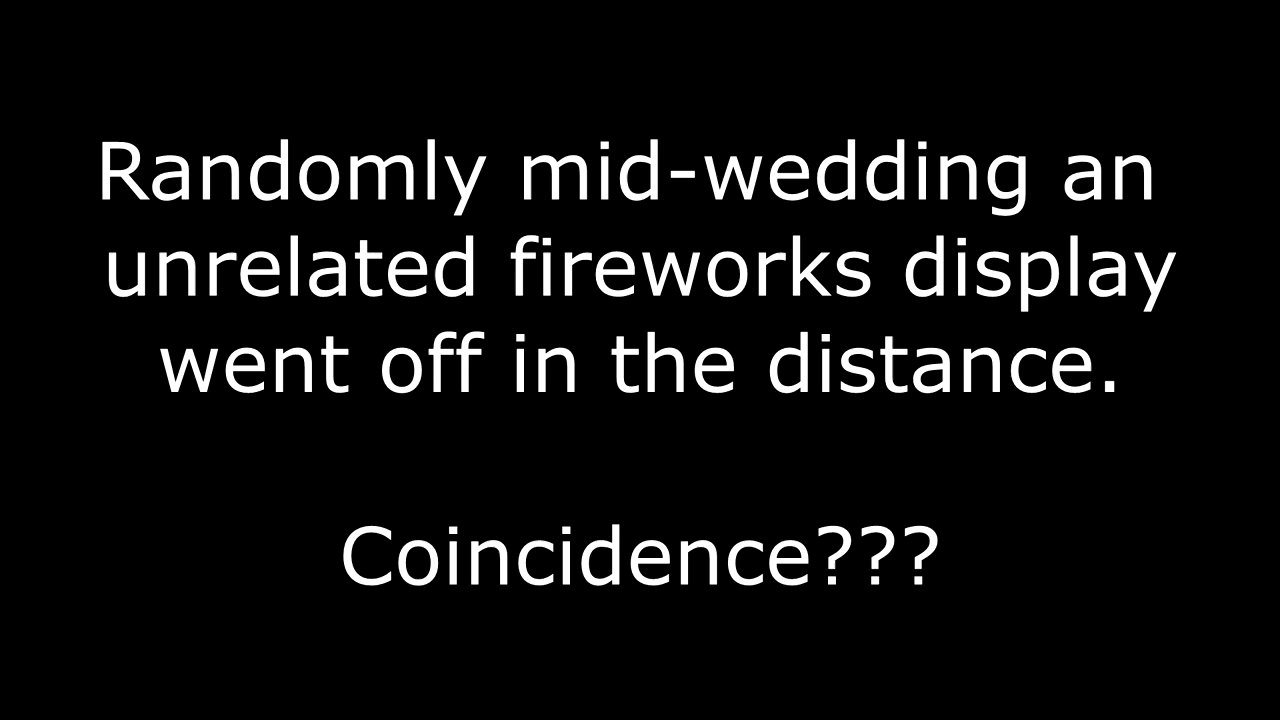 Randomly mid-wedding an
unrelated fireworks display
went off in the distance.
Coincidence???